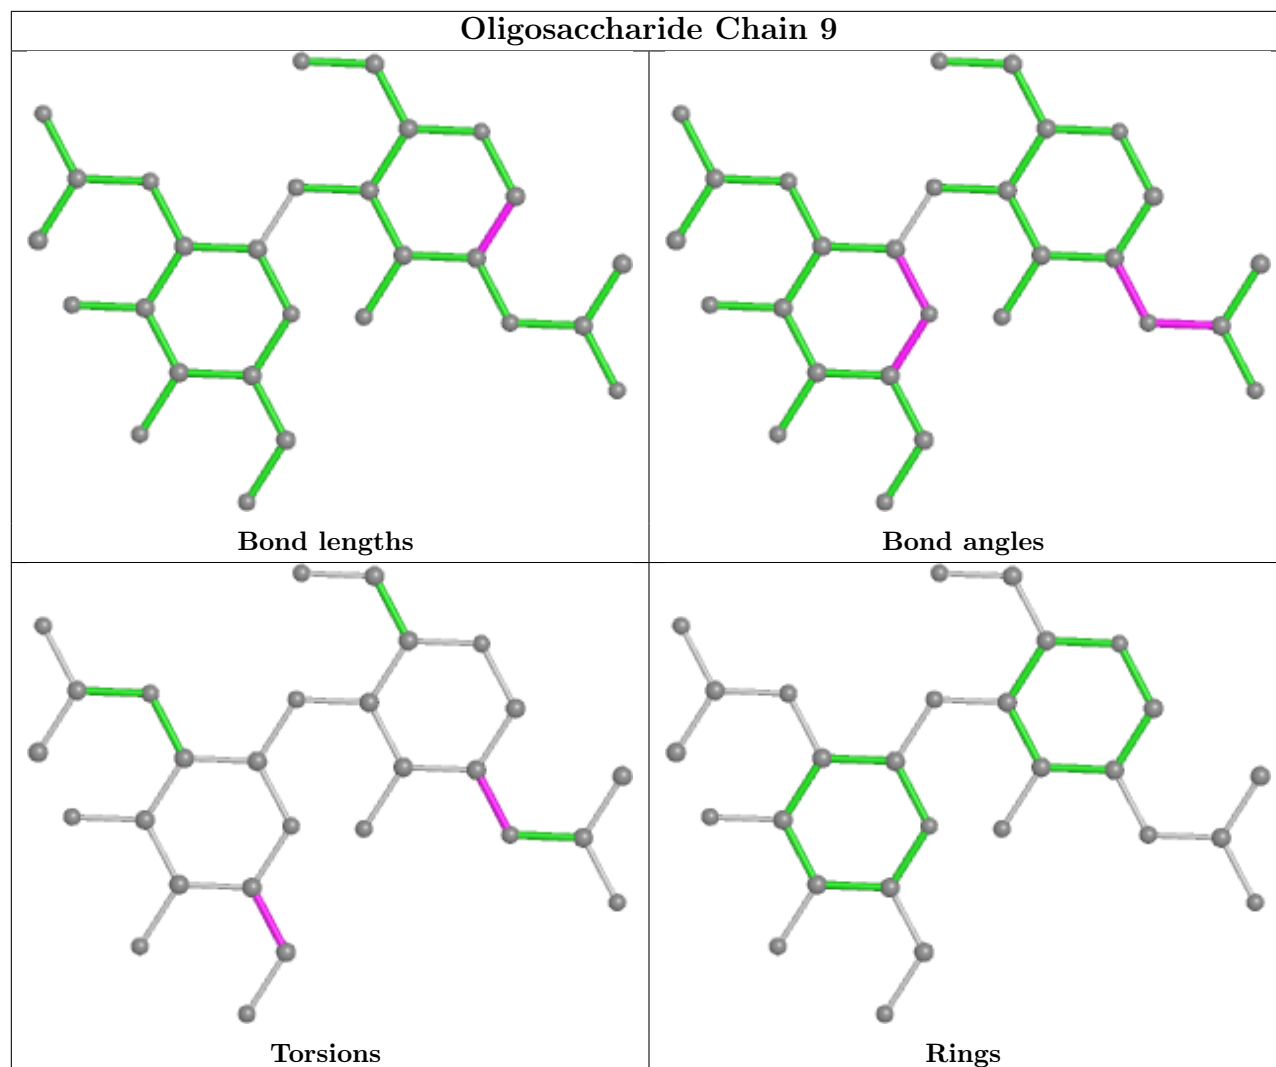 Oligosaccharide Chain 9
Bond lengths
Bond angles
Torsions
Rings